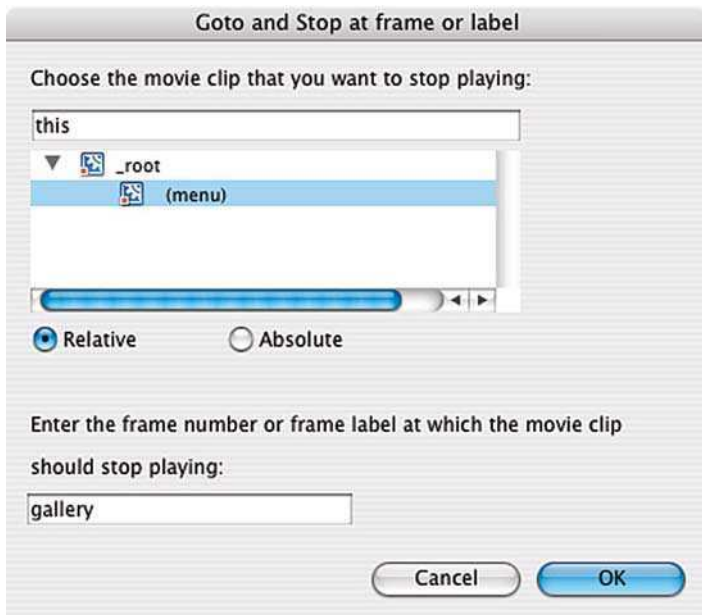 Goto and Stop at frame or label
Choose the movie clip that you want to stop playing:
this
_root
(menu)
Relative
Absolute
Enter the frame number or frame label at which the movie clip
should stop playing:
gallery
Cancel
OK